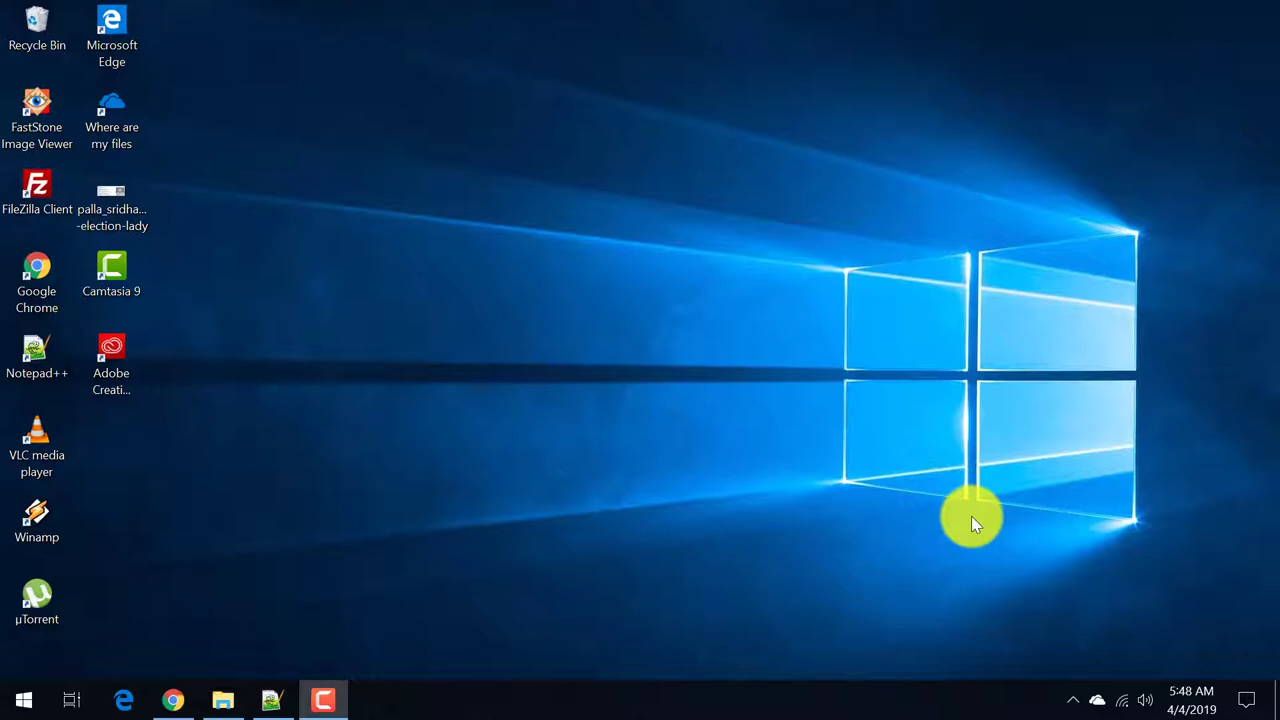 Recycle Bin
Microsoft
Edge
FastStone
Image Viewer
Where are
my files
FileZilla Client
palla_sridha...
-election-lady
Google
Chrome
Camtasia 9
Notepad++
Adobe
Creati...
VLC media
player
Winamp
µTorrent
5:48 AM
4/4/2019